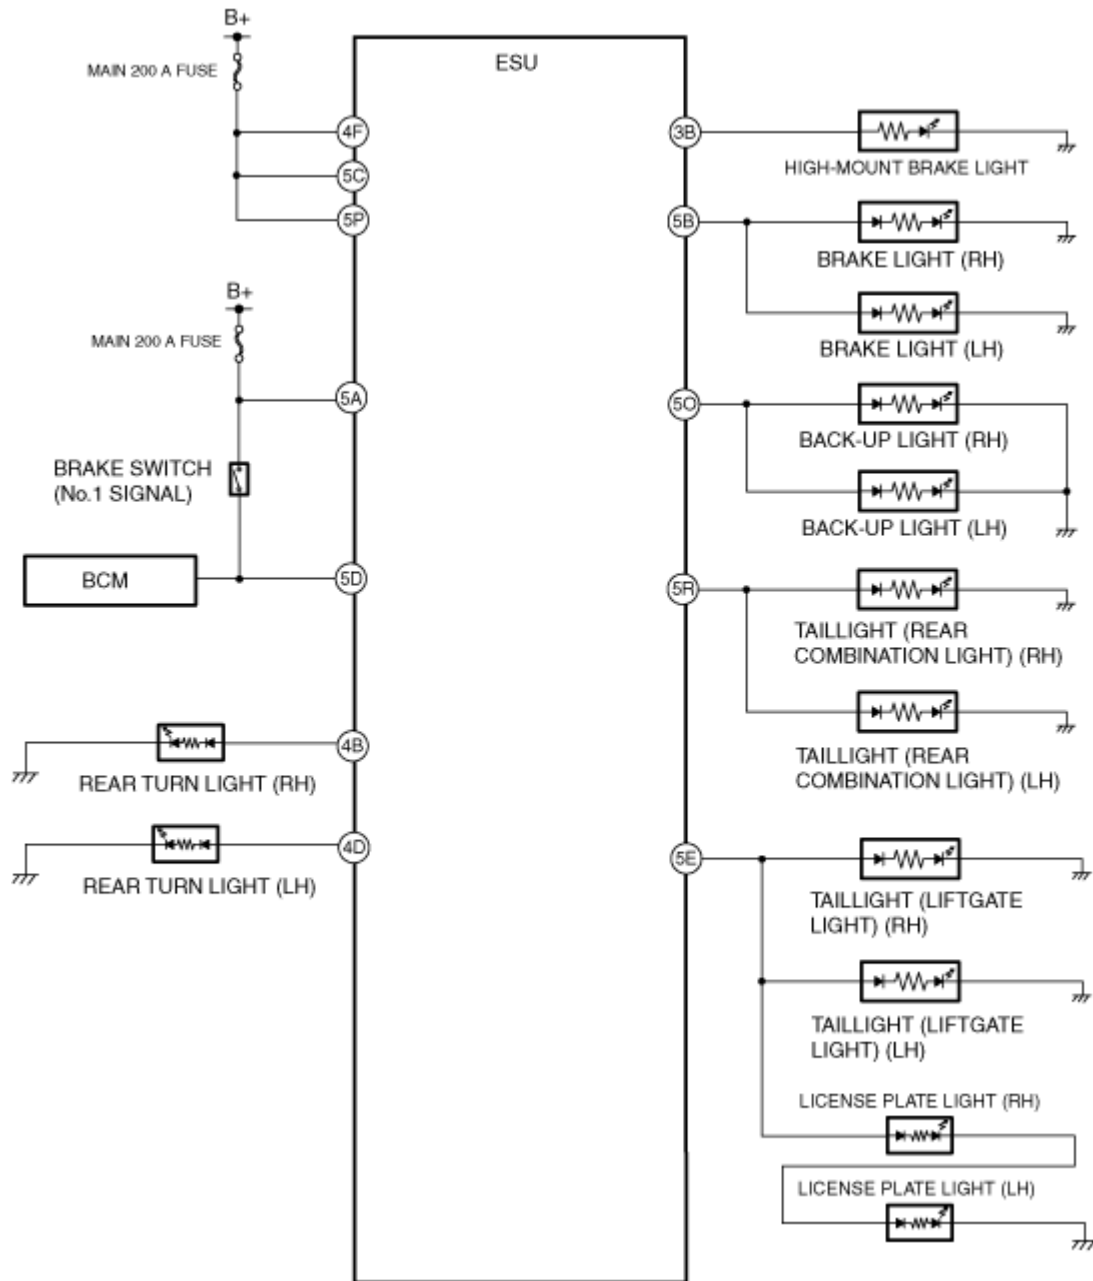 B+
MAIN 200 A FUSE
ESU
4F
5C
5P
B+
MAIN 200 A FUSE
5A
BRAKE SWITCH
(No.1 SIGNAL)
BCM
5D
4B
REAR TURN LIGHT (RH)
4D
REAR TURN LIGHT (LH)
3B
HIGH-MOUNT BRAKE LIGHT
5B
BRAKE LIGHT (RH)
BRAKE LIGHT (LH)
5O
BACK-UP LIGHT (RH)
BACK-UP LIGHT (LH)
5R
TAILLIGHT (REAR
COMBINATION LIGHT) (RH)
TAILLIGHT (REAR
COMBINATION LIGHT) (LH)
5E
TAILLIGHT (LIFTGATE
LIGHT) (RH)
TAILLIGHT (LIFTGATE
LIGHT) (LH)
LICENSE PLATE LIGHT (RH)
LICENSE PLATE LIGHT (LH)